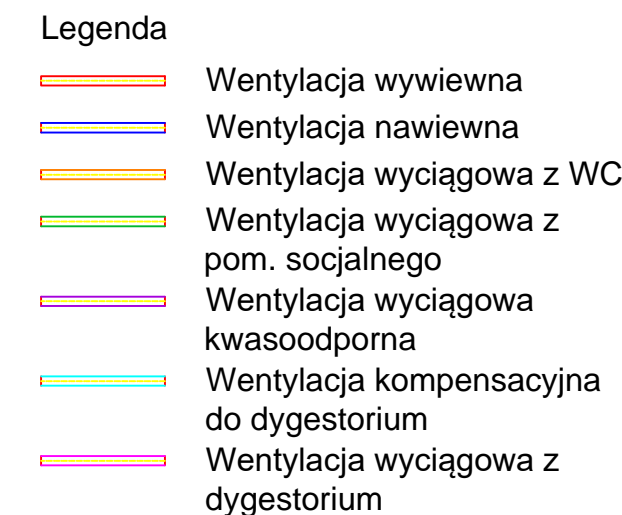 Legenda
Wentylacja wywiewna
Wentylacja nawiewna
Wentylacja wyciągowa z WC
Wentylacja wyciągowa z
pom. socjalnego
Wentylacja wyciągowa
kwasoodporna
Wentylacja kompensacyjna
do dygestorium
Wentylacja wyciągowa z
dygestorium